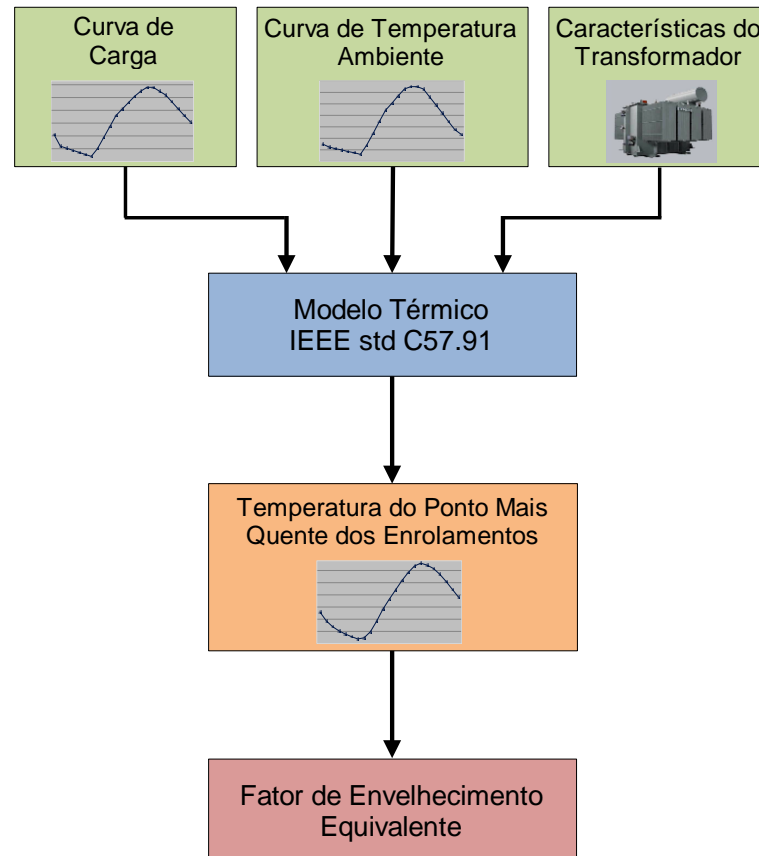 Curva de
Carga
Curva de Temperatura
Ambiente
Características do
Transformador
Modelo Térmico
IEEE std C57.91
Temperatura do Ponto Mais
Quente dos Enrolamentos
Fator de Envelhecimento
Equivalente